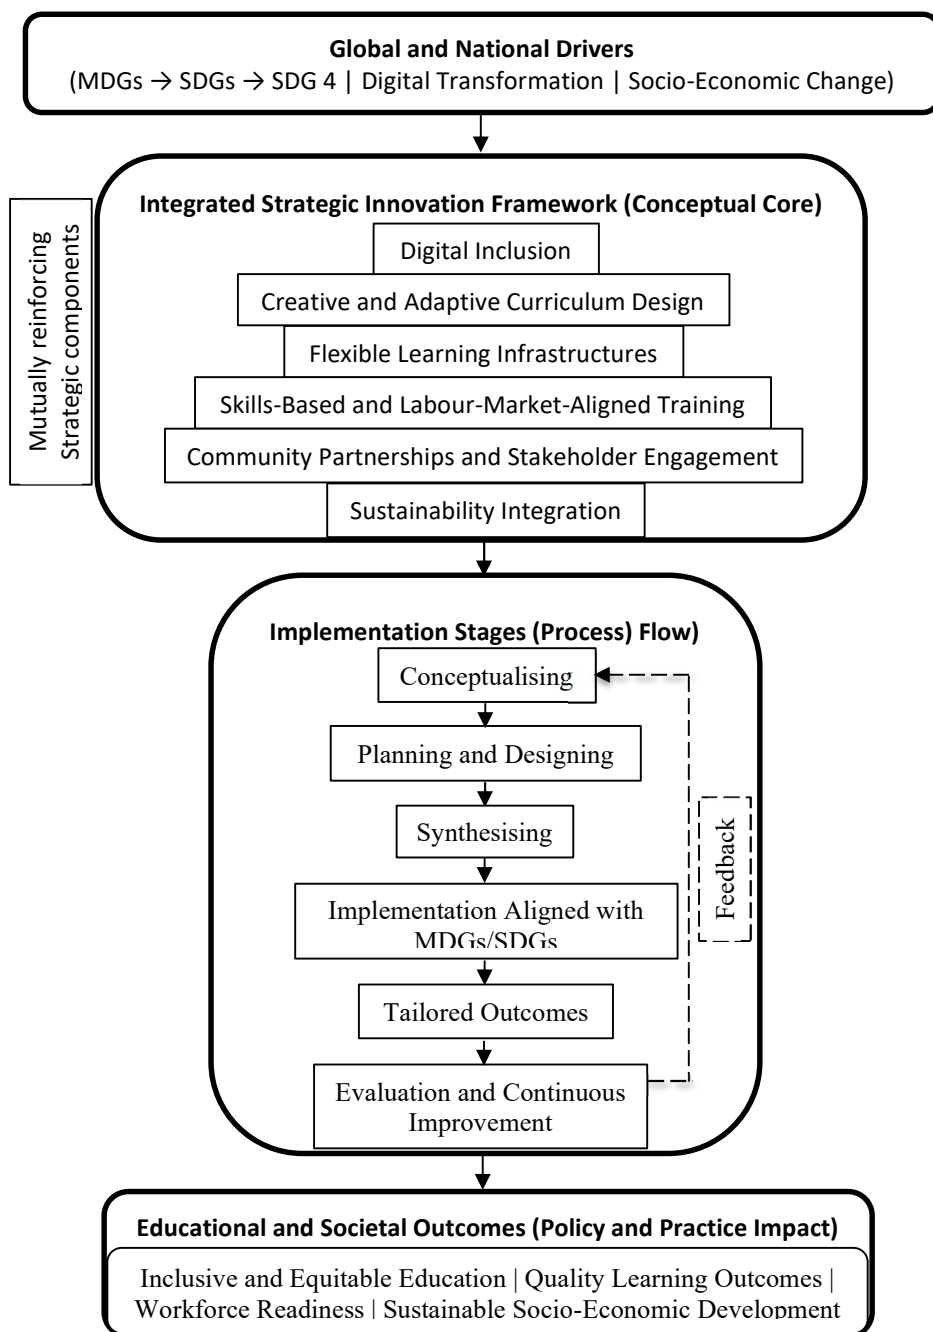 Global and National Drivers
(MDGs → SDGs → SDG 4 | Digital Transformation | Socio-Economic Change)
Mutually reinforcing
Strategic components
Integrated Strategic Innovation Framework (Conceptual Core)
Digital Inclusion
Creative and Adaptive Curriculum Design
Flexible Learning Infrastructures
Skills-Based and Labour-Market-Aligned Training
Community Partnerships and Stakeholder Engagement
Sustainability Integration
Implementation Stages (Process) Flow)
Conceptualising
Planning and Designing
Synthesising
Implementation Aligned with
MDGs/SDGs
Tailored Outcomes
Evaluation and Continuous
Improvement
Feedback
Educational and Societal Outcomes (Policy and Practice Impact)
Inclusive and Equitable Education | Quality Learning Outcomes |
Workforce Readiness | Sustainable Socio-Economic Development